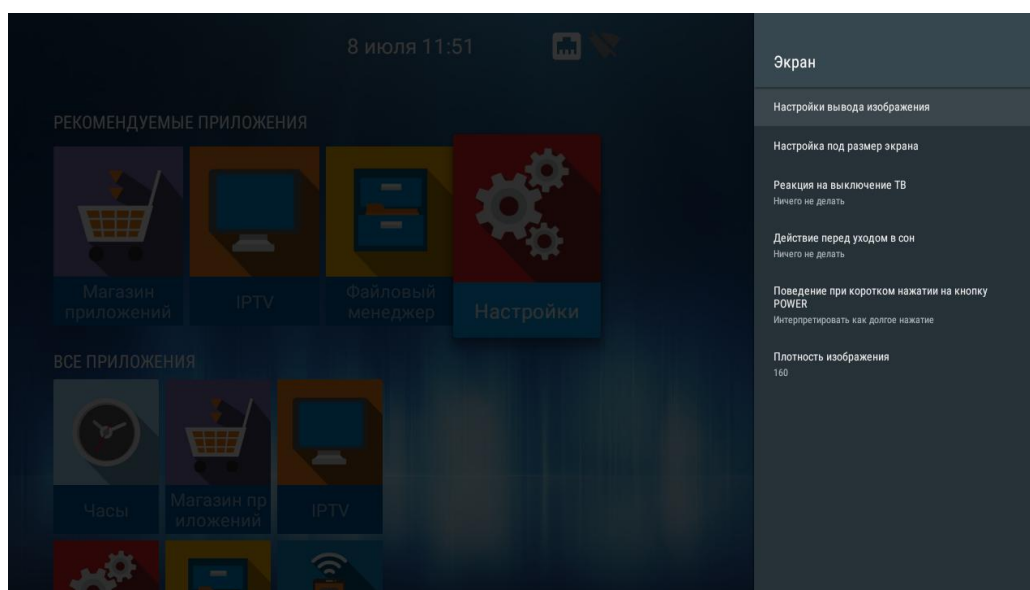 8 июля 11:51
РЕКОМЕНДУЕМЫЕ ПРИЛОЖЕНИЯ
Магазин
приложений
IPTV
Файловый
менеджер
Настройки
ВСЕ ПРИЛОЖЕНИЯ
Часы
Магазин пр
иложений
IPTV
Экран
Настройки вывода изображения
Настройка под размер экрана
Реакция на выключение ТВ
Ничего не делать
Действие перед уходом в сон
Ничего не делать
Поведение при коротком нажатии на кнопку
POWER
Интерпретировать как долгое нажатие
Плотность изображения
160